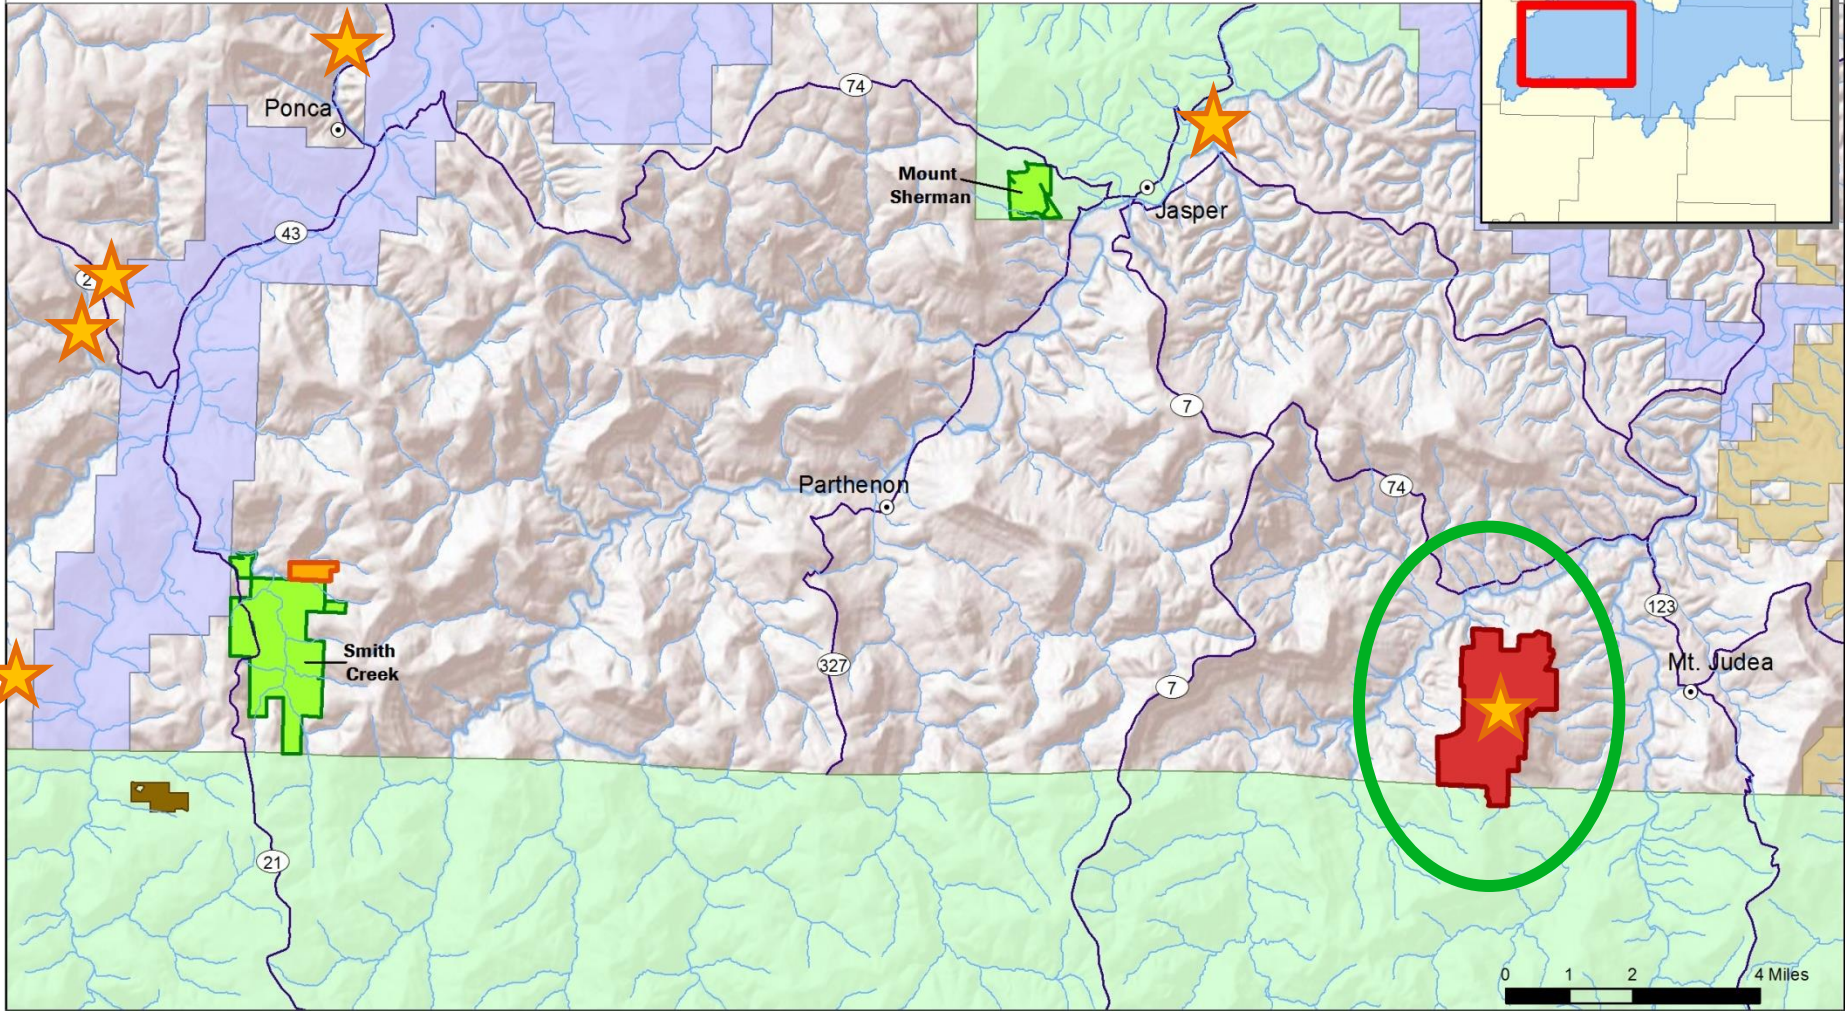 74
Ponca
Mount
Sherman
Jasper
43
2
7
Parthenon
74
123
Smith
Creek
327
Mt. Judea
7
21
0 1 2 4 Miles